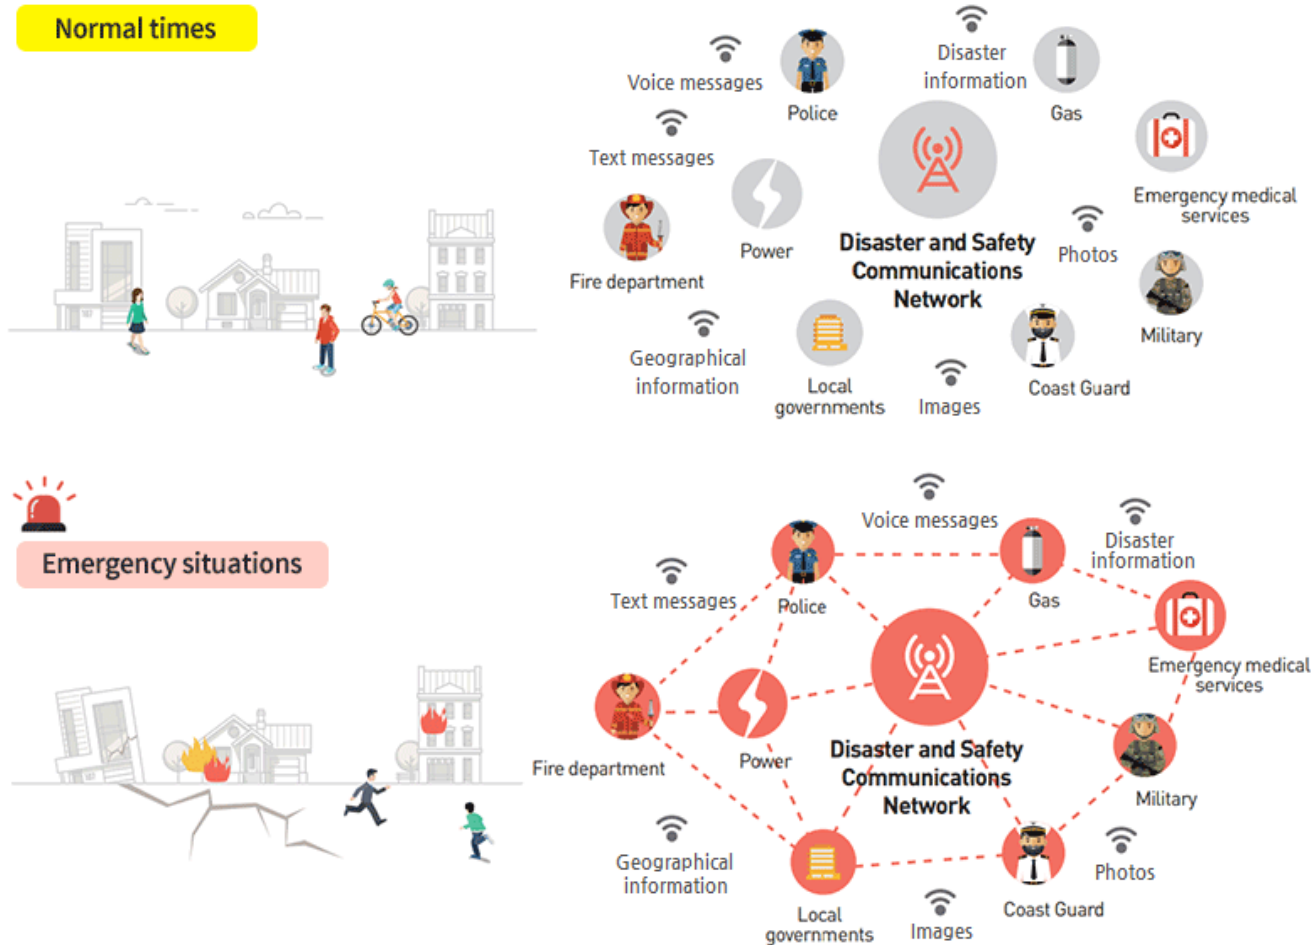 Normal times
Voice messages
Police
Disaster
information
Gas
Text messages
Emergency medical
services
Power
Fire department
Disaster and Safety
Communications
Network
Photos
Military
Geographical
information
Local
governments
Images
Coast Guard
Emergency situations
Voice messages
Disaster
information
Text messages
Police
Gas
Emergency medical
services
Fire department
Power
Disaster and Safety
Communications
Network
Military
Geographical
information
Photos
Local
governments
Images
Coast Guard